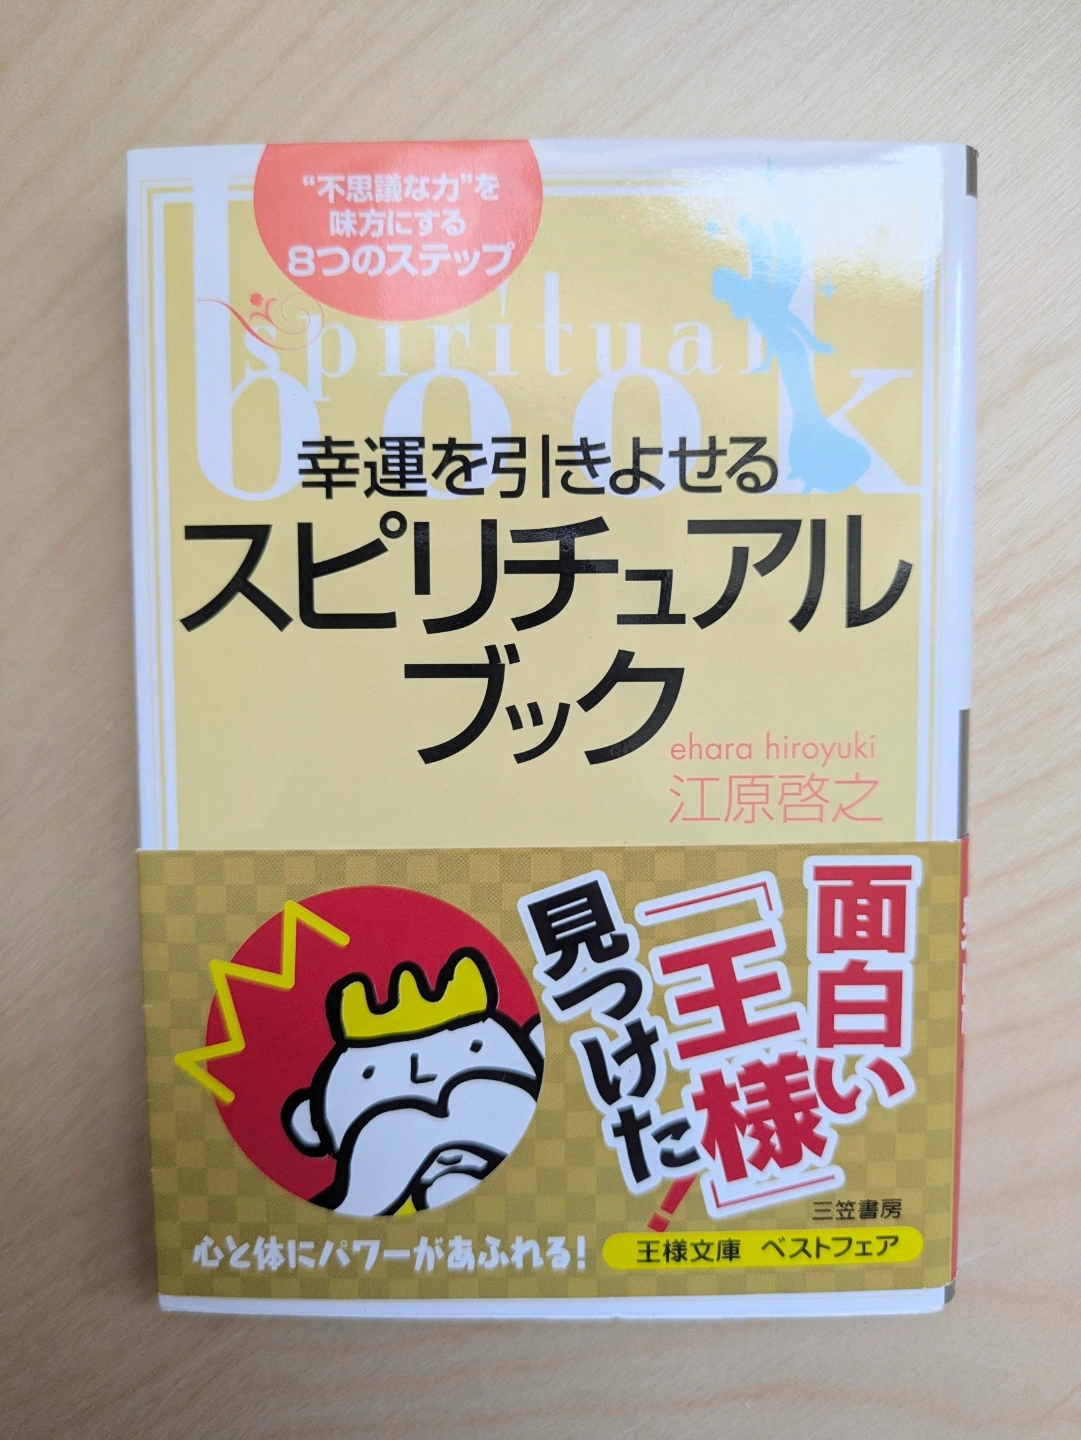 “不思議な力”を
味方にする
8つのステップ
spiritual
book
幸運を引きよせる
スピリチュアル
ブック
ehara hiroyuki
江原啓之
面白い
「王様」
見つけた!
三笠書房
王様文庫 ベストフェア
心と体にパワーがあふれる!